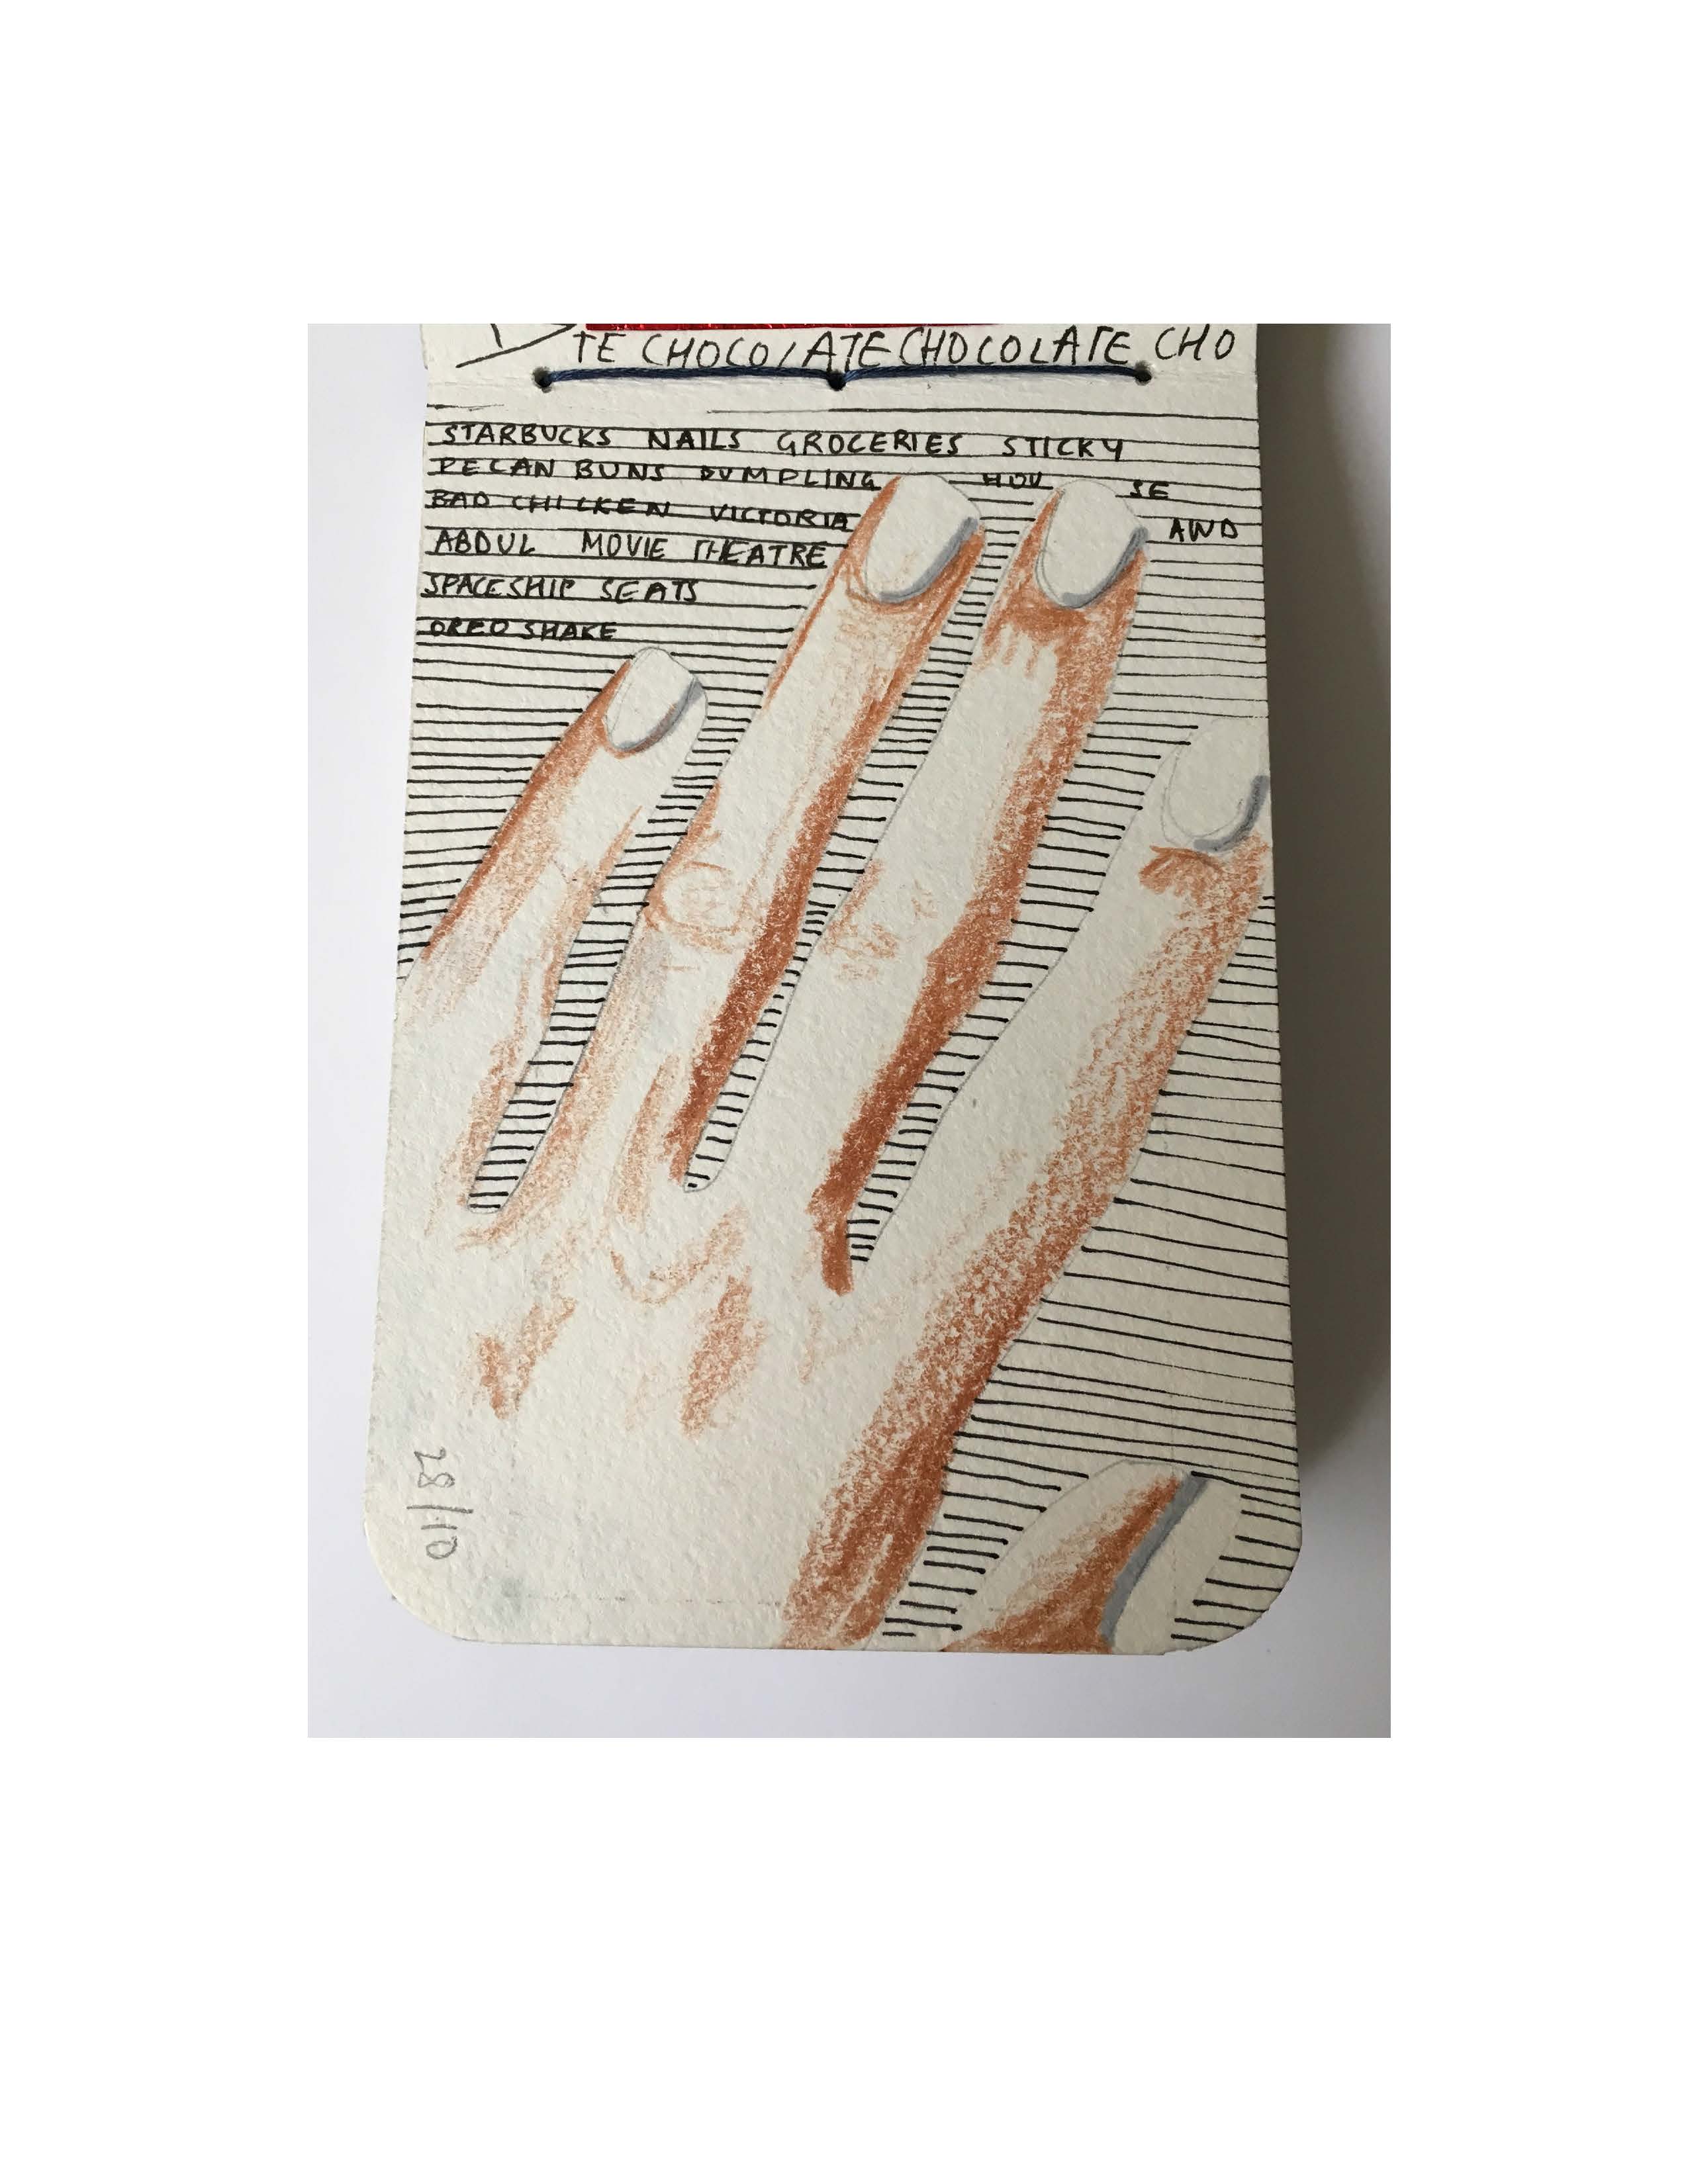 TE CHOCOLATE CHOCOLATE CHO
STARBUCKS NAILS GROCERIES STICKY
PECAN BUNS DUMPLING HOU SE
BAD CHICKEN VICTORIA AND
ABDUL MOVIE THEATRE
SPACESHIP SEATS
OREO SHAKE
28/10